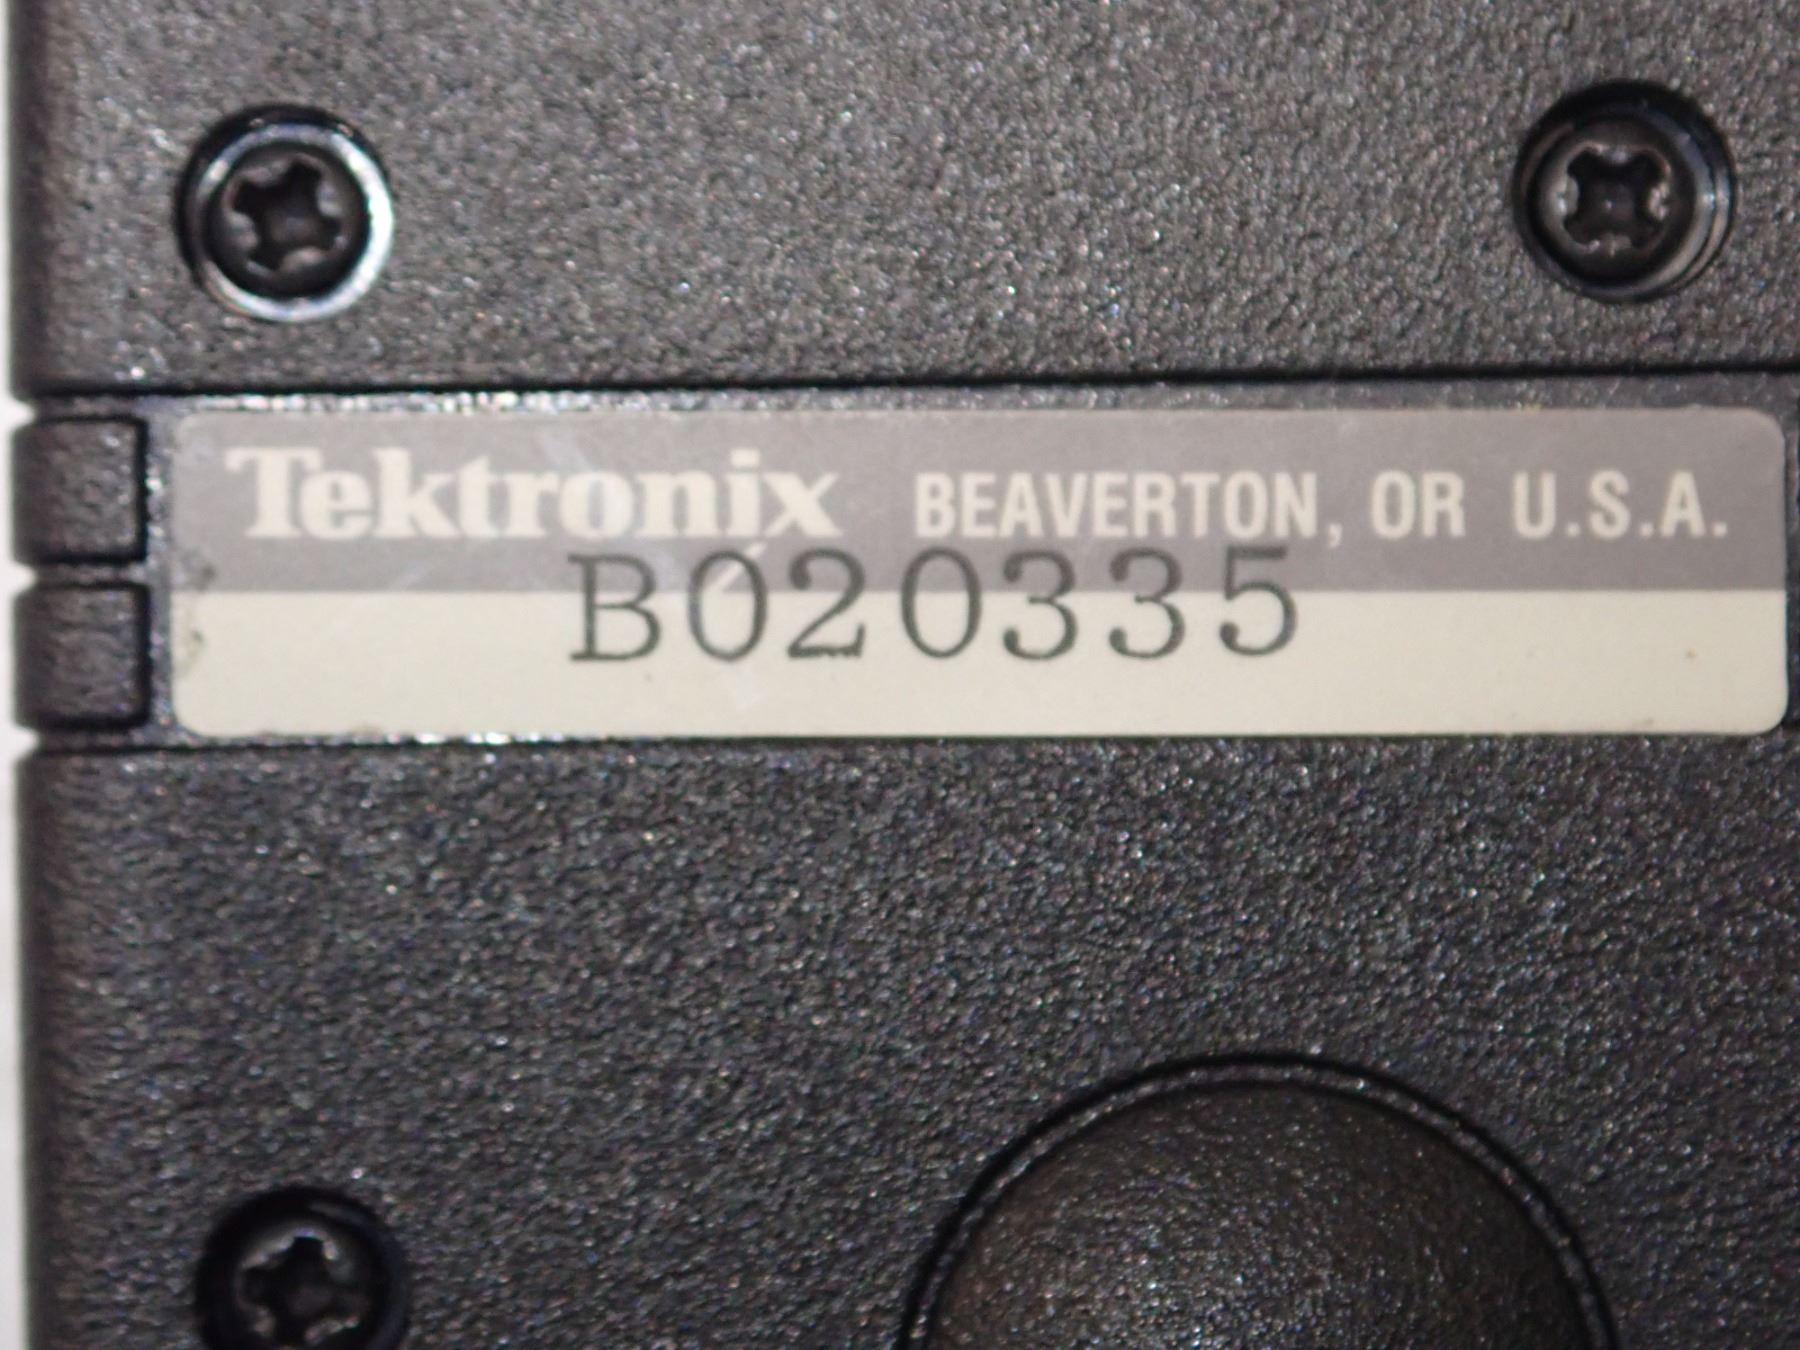 Tektronix BEAVERTON, OR U.S.A.
B020335